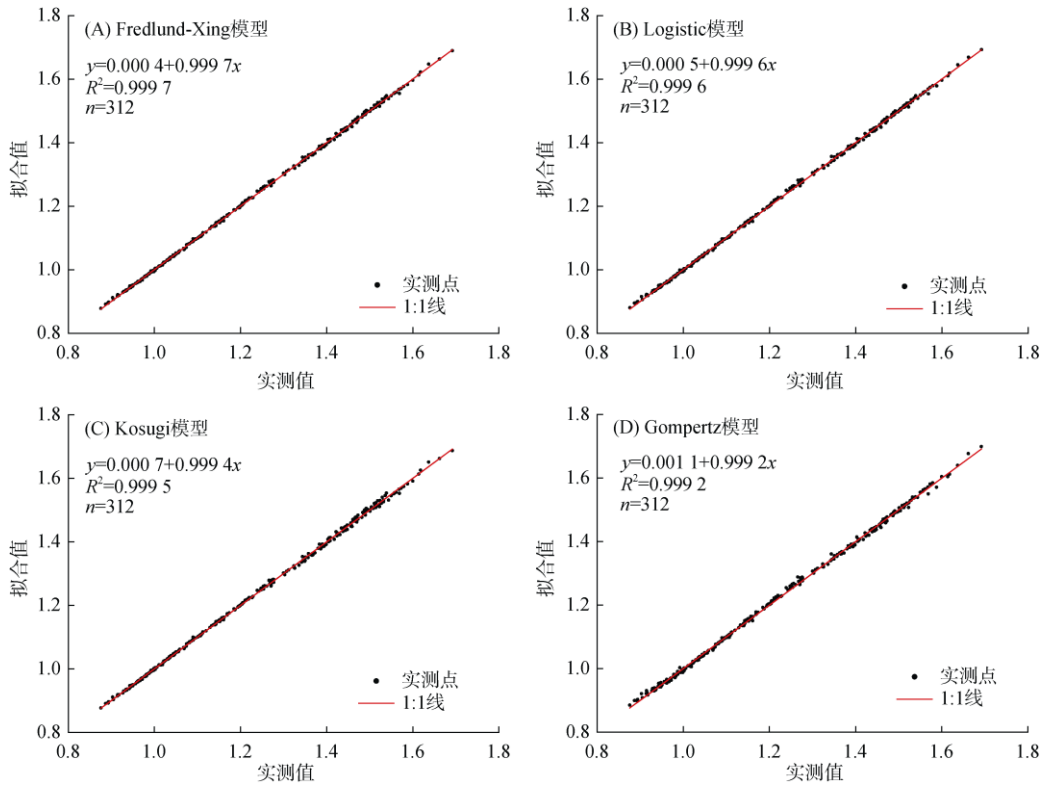 (A) Fredlund-Xing模型
y=0.000 4+0.999 7x
R²=0.999 7
n=312
拟合值
1.8
1.6
1.4
1.2
1.0
0.8
实测点
1:1线
0.8 1.0 1.2 1.4 1.6 1.8
实测值
(B) Logistic模型
y=0.000 5+0.999 6x
R²=0.999 6
n=312
拟合值
1.8
1.6
1.4
1.2
1.0
0.8
实测点
1:1线
0.8 1.0 1.2 1.4 1.6 1.8
实测值
(C) Kosugi模型
y=0.000 7+0.999 4x
R²=0.999 5
n=312
拟合值
1.8
1.6
1.4
1.2
1.0
0.8
实测点
1:1线
0.8 1.0 1.2 1.4 1.6 1.8
实测值
(D) Gompertz模型
y=0.001 1+0.999 2x
R²=0.999 2
n=312
拟合值
1.8
1.6
1.4
1.2
1.0
0.8
实测点
1:1线
0.8 1.0 1.2 1.4 1.6 1.8
实测值